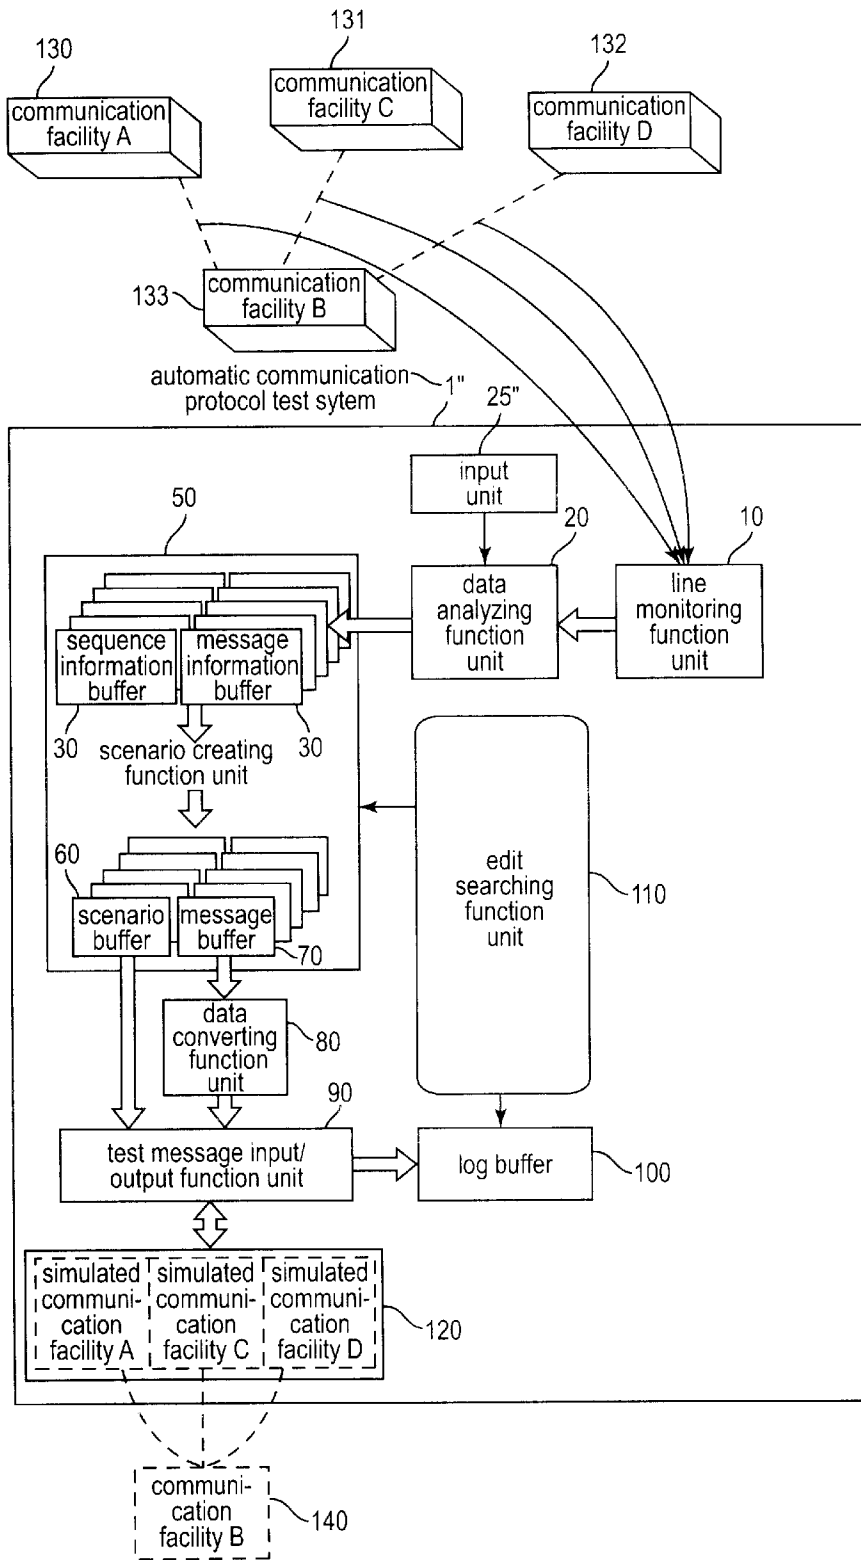 130
131
132
communication
facility A
communication
facility C
communication
facility D
133
communication
facility B
automatic communication
protocol test sytem
1"
25"
input
unit
50
20
10
data
analyzing
function
unit
line
monitoring
function
unit
sequence
information
buffer
message
information
buffer
30
30
scenario creating
function unit
edit
searching
function
unit
110
60
scenario
buffer
message
buffer
70
data
converting
function
unit
80
90
test message input/
output function unit
log buffer
100
simulated
communi-
cation
facility A
simulated
communi-
cation
facility C
simulated
communi-
cation
facility D
120
communi-
cation
facility B
140